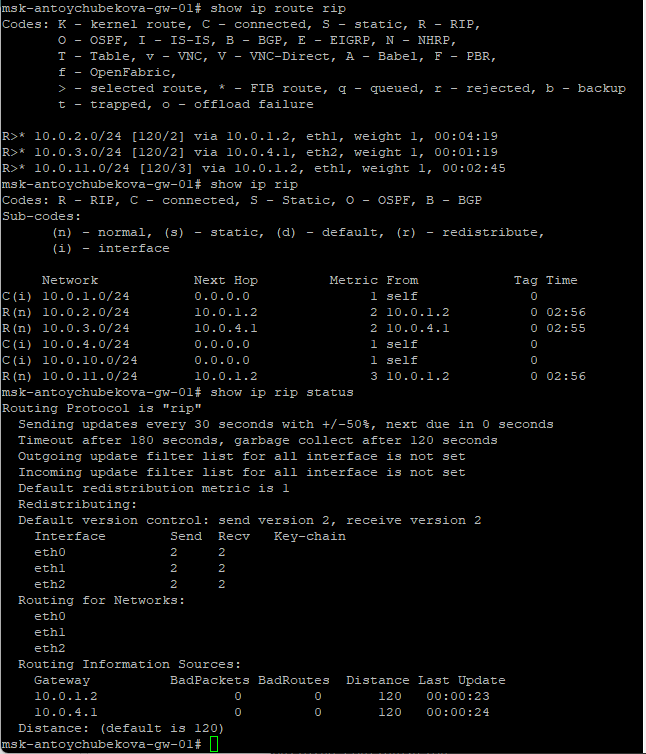 msk-antoychubekova-gw-01# show ip route rip
Codes: K - kernel route, C - connected, S - static, R - RIP,
       O - OSPF, I - IS-IS, B - BGP, E - EIGRP, N - NHRP,
       T - Table, v - VNC, V - VNC-Direct, A - Babel, F - PBR,
       f - OpenFabric,
       > - selected route, * - FIB route, q - queued, r - rejected, b - backup
       t - trapped, o - offload failure

R>* 10.0.2.0/24 [120/2] via 10.0.1.2, eth1, weight 1, 00:04:19
R>* 10.0.3.0/24 [120/2] via 10.0.4.1, eth2, weight 1, 00:01:19
R>* 10.0.11.0/24 [120/3] via 10.0.1.2, eth1, weight 1, 00:02:45
msk-antoychubekova-gw-01# show ip rip
Codes: R - RIP, C - connected, S - Static, O - OSPF, B - BGP
Sub-codes:
      (n) - normal, (s) - static, (d) - default, (r) - redistribute,
      (i) - interface

     Network            Next Hop         Metric From            Tag Time
C(i) 10.0.1.0/24        0.0.0.0               1 self              0
R(n) 10.0.2.0/24        10.0.1.2              2 10.0.1.2          0 02:56
R(n) 10.0.3.0/24        10.0.4.1              2 10.0.4.1          0 02:55
C(i) 10.0.4.0/24        0.0.0.0               1 self              0
C(i) 10.0.10.0/24       0.0.0.0               1 self              0
R(n) 10.0.11.0/24       10.0.1.2              3 10.0.1.2          0 02:56
msk-antoychubekova-gw-01# show ip rip status
Routing Protocol is "rip"
  Sending updates every 30 seconds with +/-50%, next due in 0 seconds
  Timeout after 180 seconds, garbage collect after 120 seconds
  Outgoing update filter list for all interface is not set
  Incoming update filter list for all interface is not set
  Default redistribution metric is 1
  Redistributing:
  Default version control: send version 2, receive version 2
    Interface        Send  Recv   Key-chain
    eth0             2     2
    eth1             2     2
    eth2             2     2
  Routing for Networks:
    eth0
    eth1
    eth2
  Routing Information Sources:
    Gateway          BadPackets BadRoutes  Distance Last Update
    10.0.1.2                 0         0       120   00:00:23
    10.0.4.1                 0         0       120   00:00:24
  Distance: (default is 120)
msk-antoychubekova-gw-01#